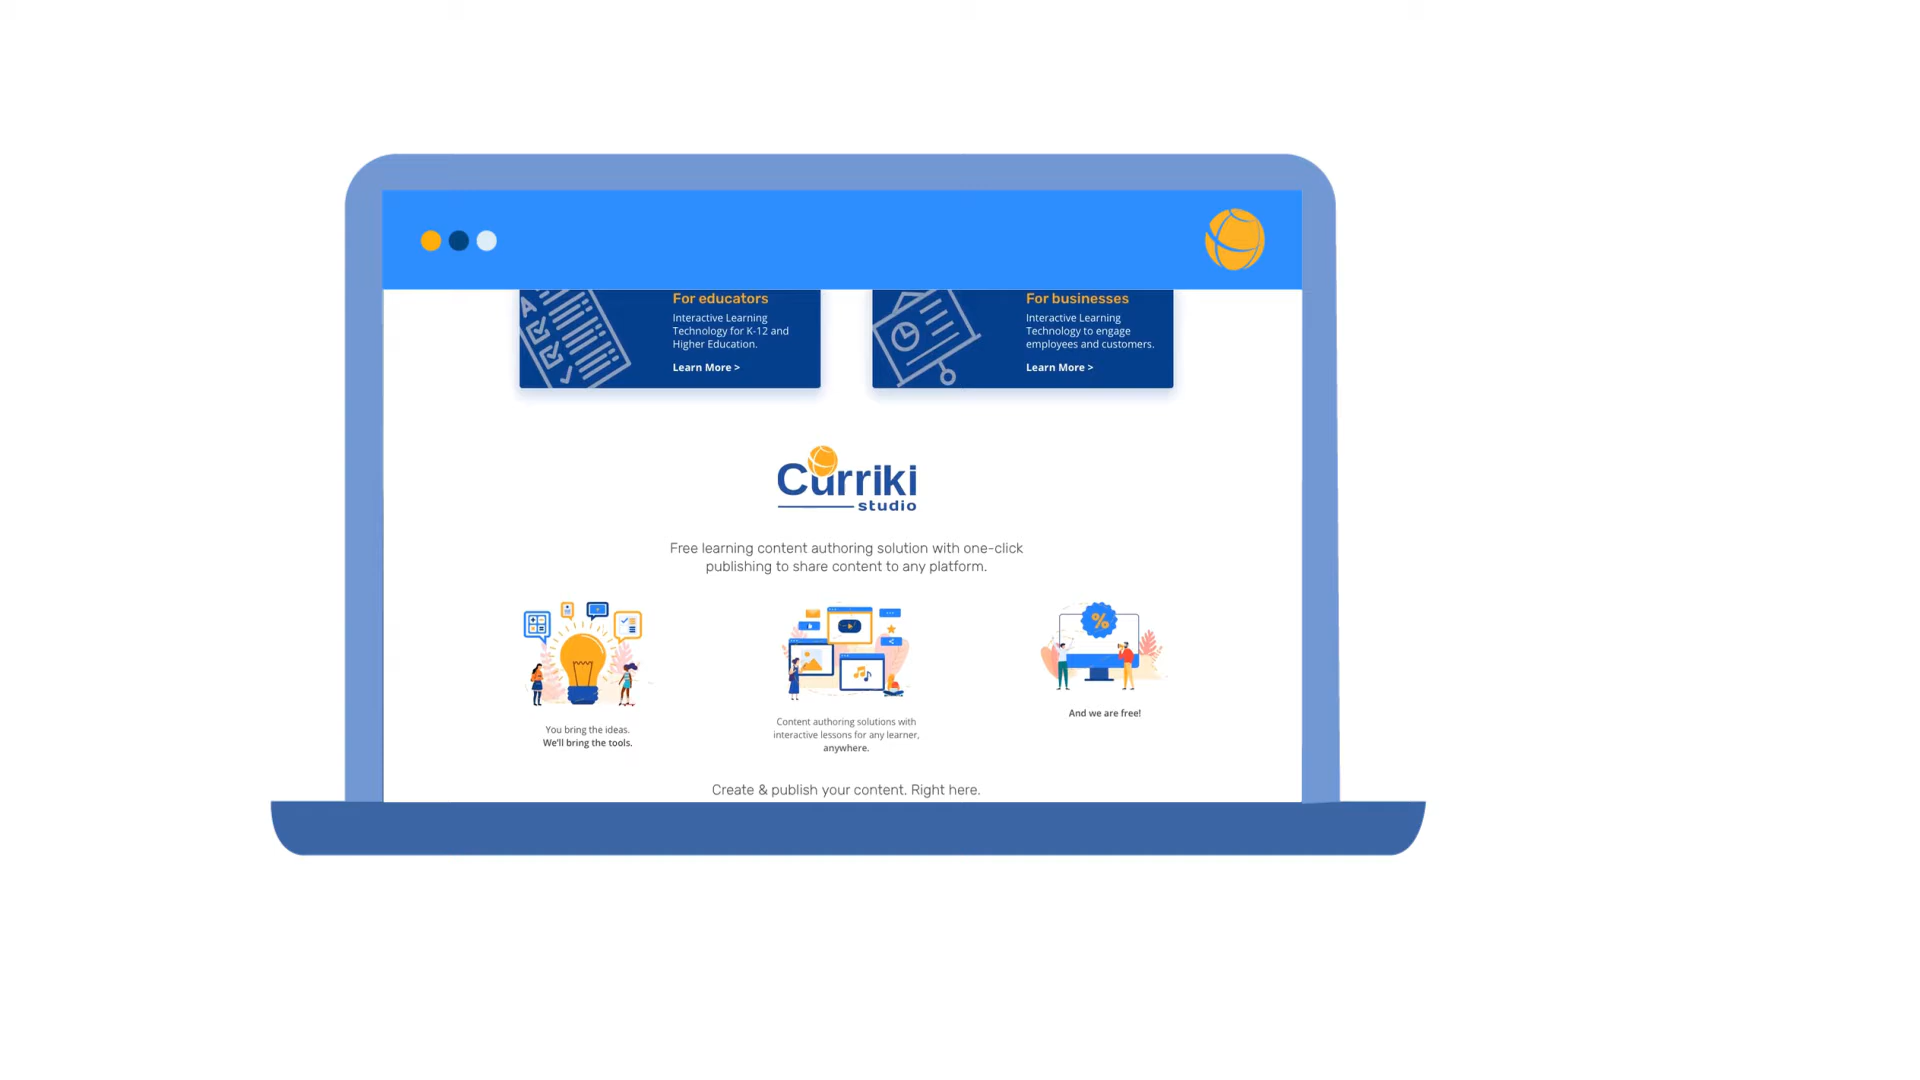 For educators
Interactive Learning
Technology for K-12 and
Higher Education.
Learn More >
For businesses
Interactive Learning
Technology to engage
employees and customers.
Learn More >
Curriki
studio
Free learning content authoring solution with one-click
publishing to share content to any platform.
%
You bring the ideas.
We'll bring the tools.
Content authoring solutions with
interactive lessons for any learner,
anywhere.
And we are free!
Create & publish your content. Right here.